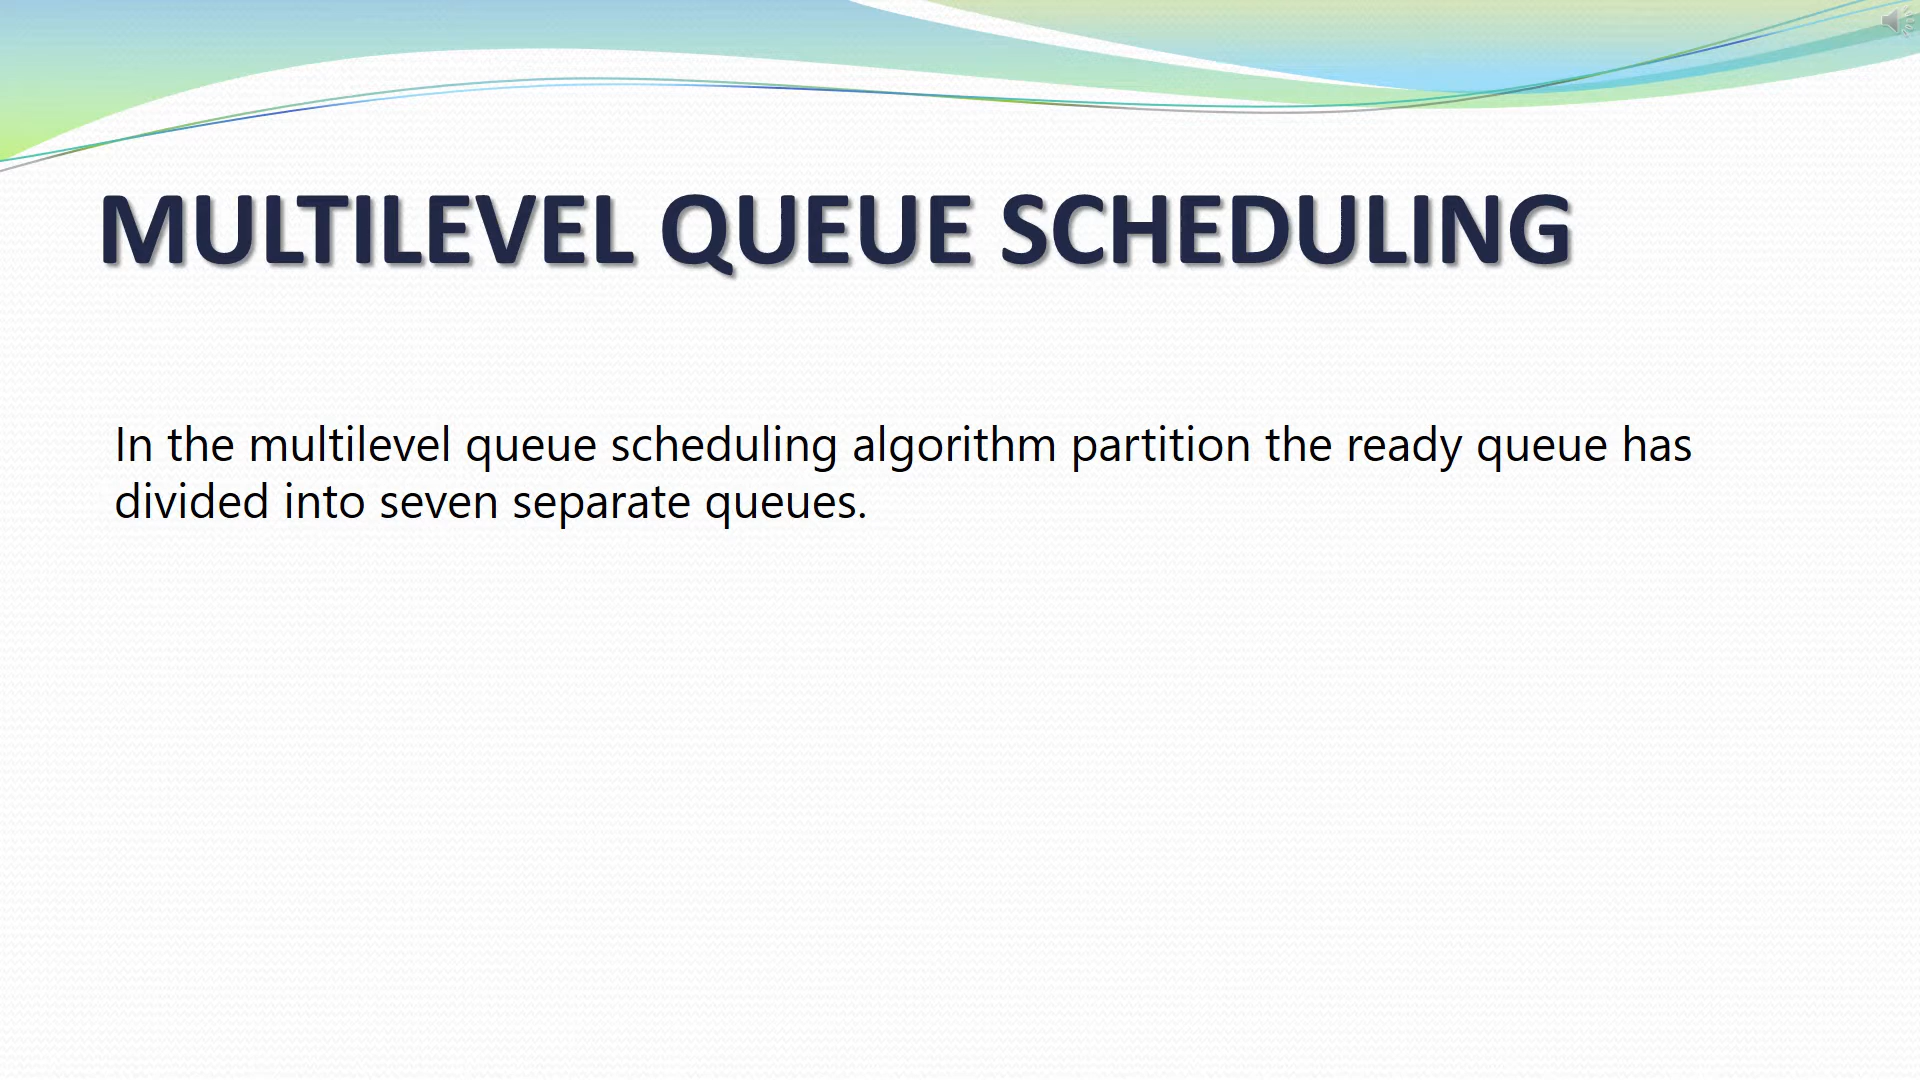 MULTILEVEL QUEUE SCHEDULING
In the multilevel queue scheduling algorithm partition the ready queue has
divided into seven separate queues.